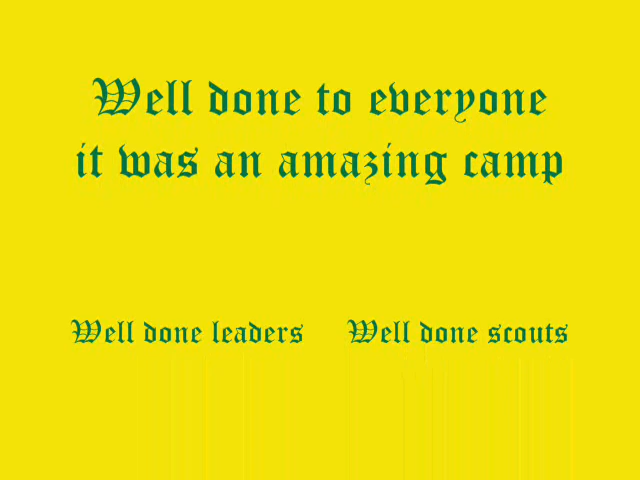 Well done to everyone
it was an amazing camp
Well done leaders
Well done scouts